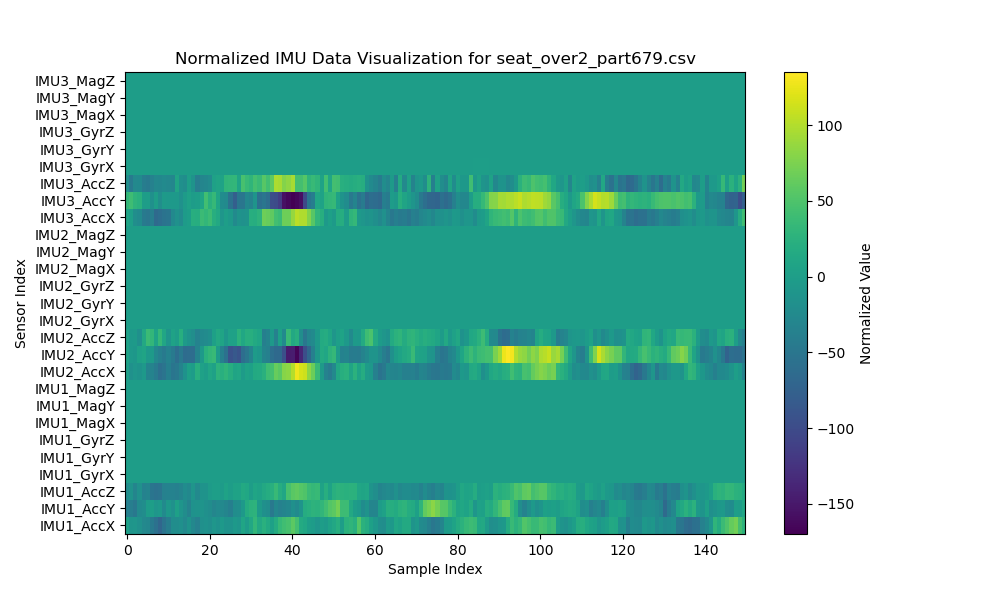 Normalized IMU Data Visualization for seat_over2_part679.csv
Sensor Index
IMU3_MagZ
IMU3_MagY
IMU3_MagX
IMU3_GyrZ
IMU3_GyrY
IMU3_GyrX
IMU3_AccZ
IMU3_AccY
IMU3_AccX
IMU2_MagZ
IMU2_MagY
IMU2_MagX
IMU2_GyrZ
IMU2_GyrY
IMU2_GyrX
IMU2_AccZ
IMU2_AccY
IMU2_AccX
IMU1_MagZ
IMU1_MagY
IMU1_MagX
IMU1_GyrZ
IMU1_GyrY
IMU1_GyrX
IMU1_AccZ
IMU1_AccY
IMU1_AccX
0 20 40 60 80 100 120 140
Sample Index
100
50
0
−50
−100
−150
Normalized Value